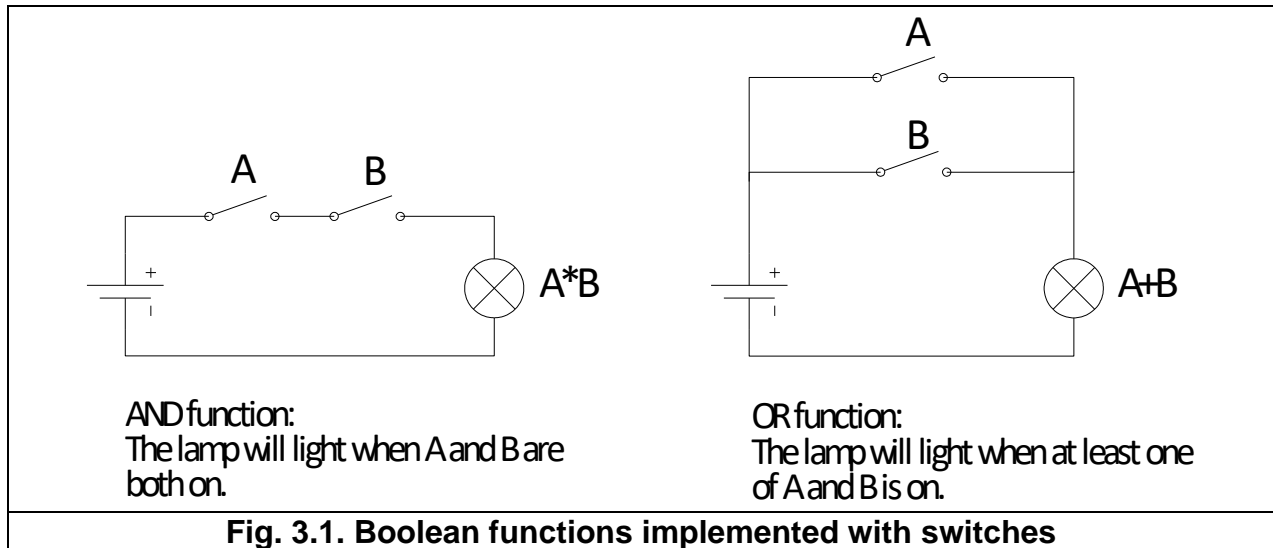 A
B
A
B
+
A*B
+
A+B
AND function:
The lamp will light when A and B are
both on.
OR function:
The lamp will light when at least one
of A and B is on.
Fig. 3.1. Boolean functions implemented with switches